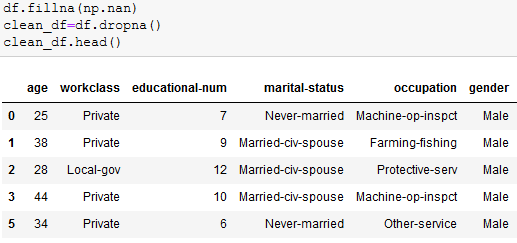 df.fillna(np.nan)
clean_df=df.dropna()
clean_df.head()
age workclass educational-num marital-status occupation gender
0 25 Private 7 Never-married Machine-op-inspct Male
1 38 Private 9 Married-civ-spouse Farming-fishing Male
2 28 Local-gov 12 Married-civ-spouse Protective-serv Male
3 44 Private 10 Married-civ-spouse Machine-op-inspct Male
5 34 Private 6 Never-married Other-service Male